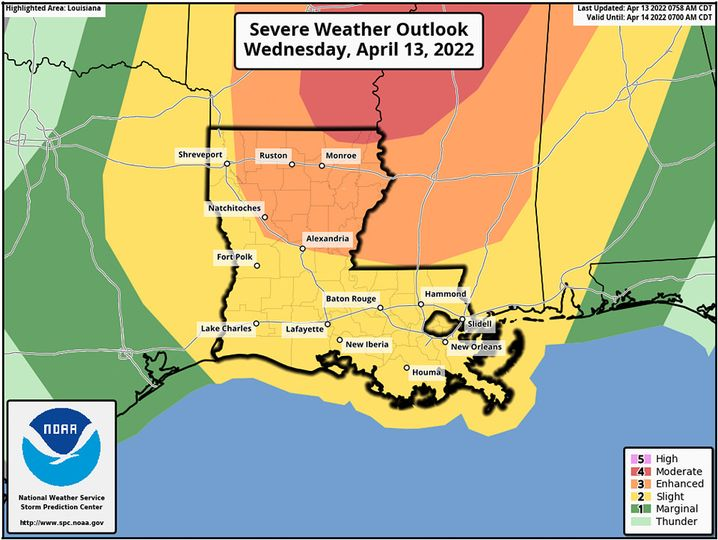 Highlighted Area: Louisiana
Last Updated: Apr 13 2022 0758 AM CDT
Valid Until: Apr 14 2022 0700 AM CDT
Severe Weather Outlook
Wednesday, April 13, 2022
Shreveport
Ruston
Monroe
Natchitoches
Alexandria
Fort Polk
Baton Rouge
Hammond
Lake Charles
Lafayette
Slidell
New Iberia
New Orleans
Houma
NOAA
National Weather Service
Storm Prediction Center
http://www.spc.noaa.gov
5 High
4 Moderate
3 Enhanced
2 Slight
1 Marginal
Thunder